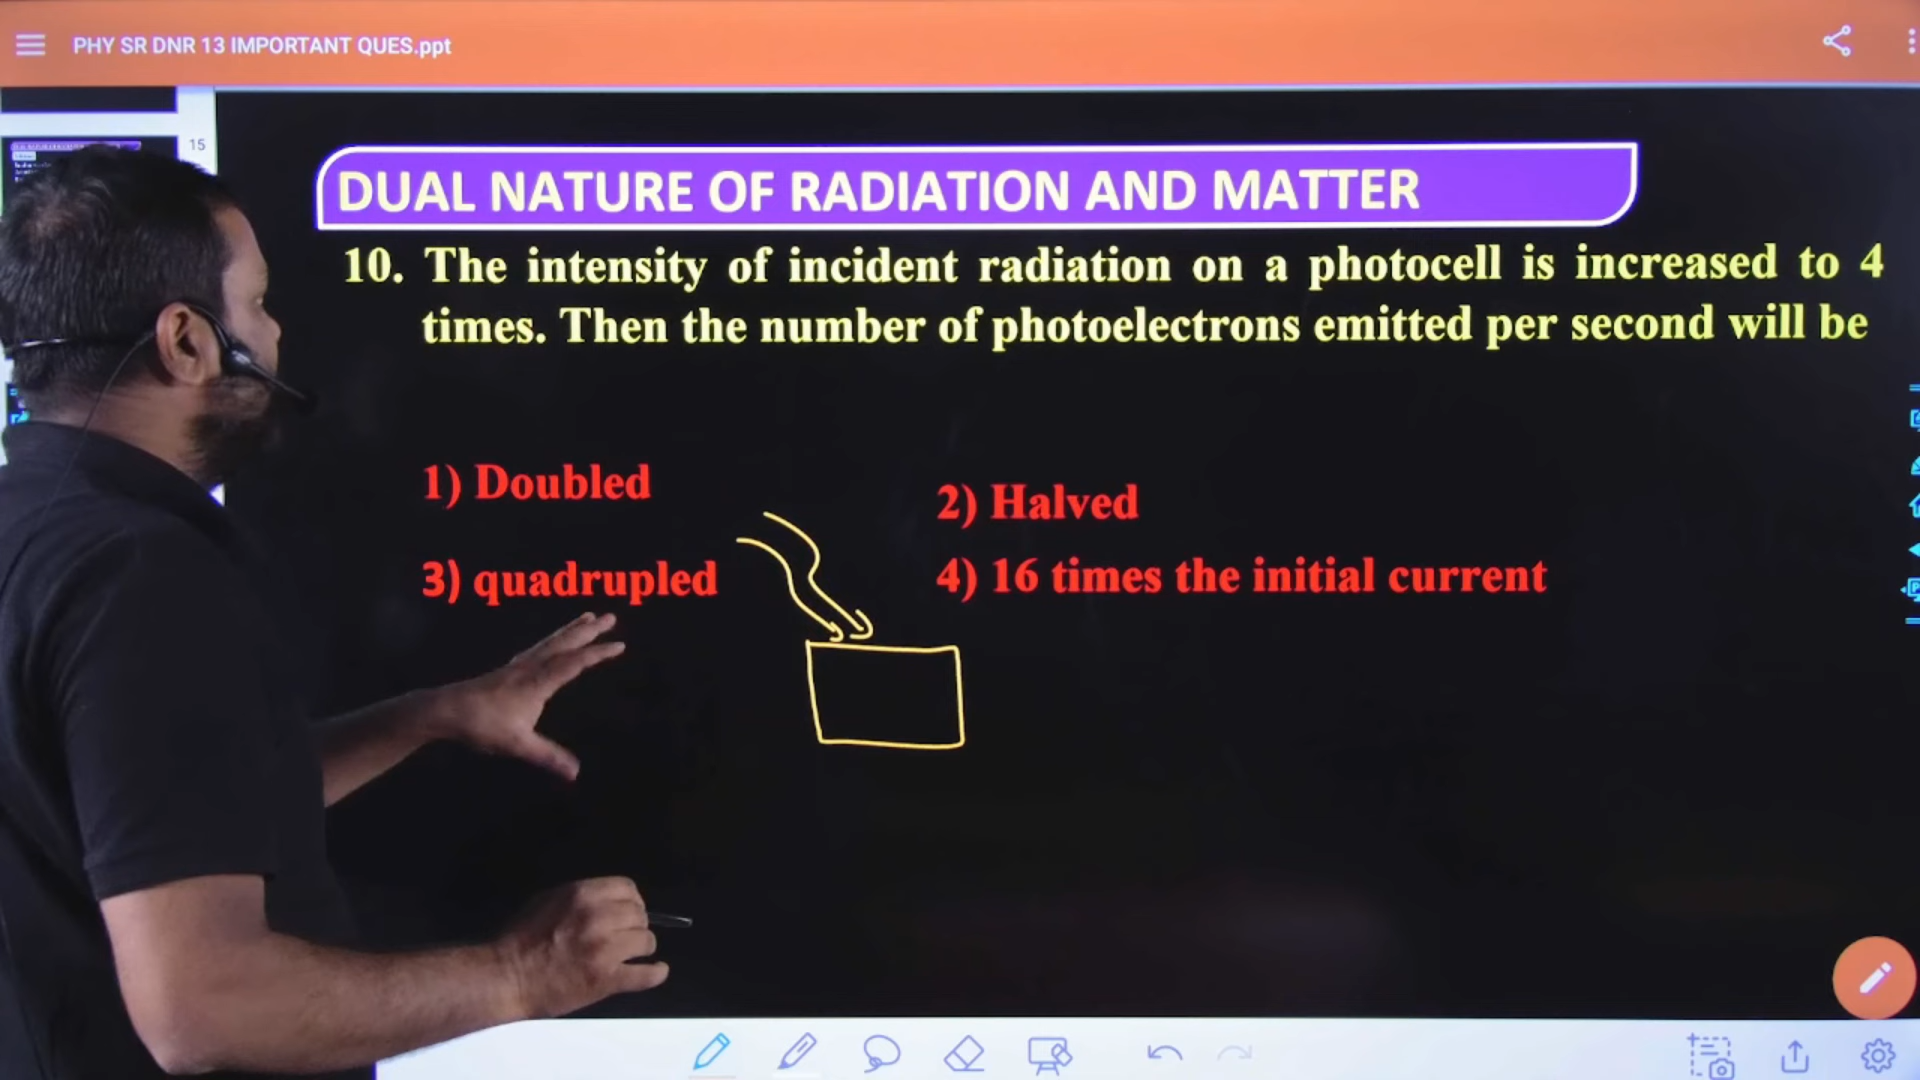 PHY SR DNR 13 IMPORTANT QUES.ppt
15
DUAL NATURE OF RADIATION AND MATTER
10. The intensity of incident radiation on a photocell is increased to 4
times. Then the number of photoelectrons emitted per second will be
1) Doubled
2) Halved
3) quadrupled
4) 16 times the initial current